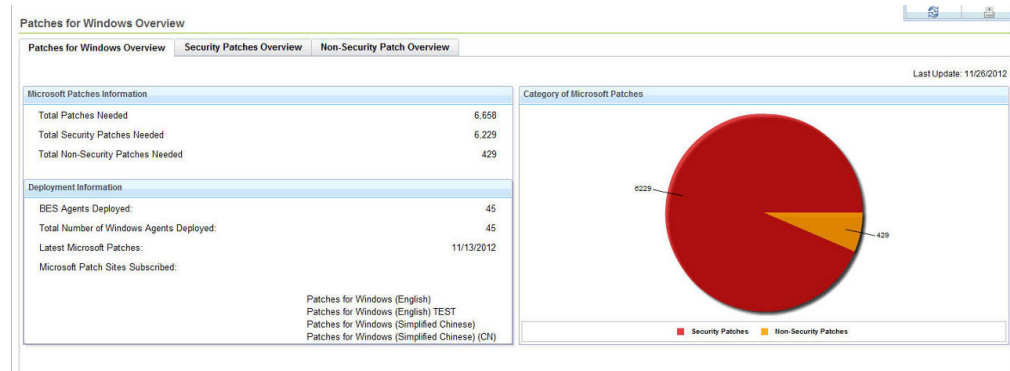 Patches for Windows Overview
Patches for Windows Overview
Security Patches Overview
Non-Security Patch Overview
Last Update: 11/26/2012
Microsoft Patches Information
Total Patches Needed 6,658
Total Security Patches Needed 6,229
Total Non-Security Patches Needed 429
Deployment Information
BES Agents Deployed: 45
Total Number of Windows Agents Deployed: 45
Latest Microsoft Patches: 11/13/2012
Microsoft Patch Sites Subscribed:
Patches for Windows (English)
Patches for Windows (English) TEST
Patches for Windows (Simplified Chinese)
Patches for Windows (Simplified Chinese) (CN)
Category of Microsoft Patches
6229
429
Security Patches
Non-Security Patches